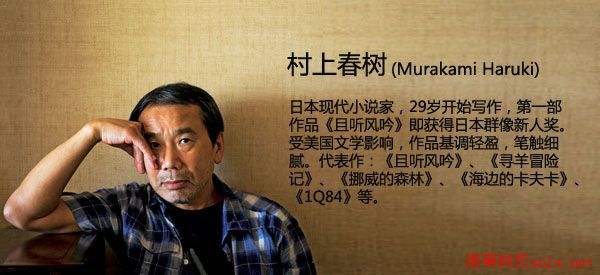 村上春树 (Murakami Haruki)
日本现代小说家，29岁开始写作，第一部
作品《且听风吟》即获得日本群像新人奖。
受美国文学影响，作品基调轻盈，笔触细
腻。代表作：《且听风吟》、《寻羊冒险
记》、《挪威的森林》、《海边的卡夫卡》、
《1Q84》等。